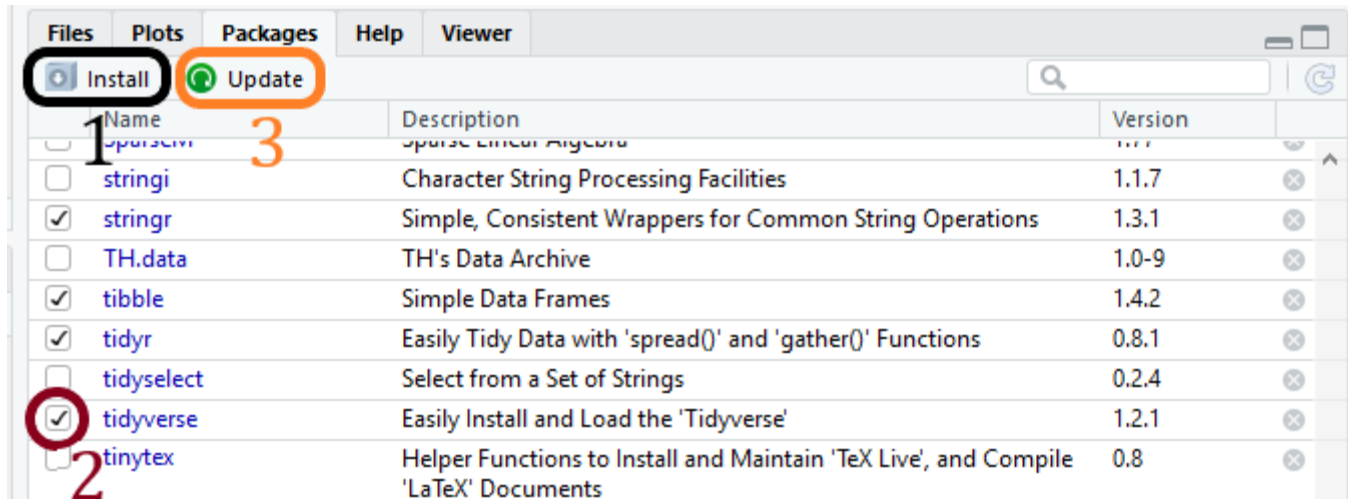 Files Plots Packages Help Viewer
Install Update
1 Name 3 Description Version
stringi Character String Processing Facilities 1.1.7
stringr Simple, Consistent Wrappers for Common String Operations 1.3.1
TH.data TH's Data Archive 1.0-9
tibble Simple Data Frames 1.4.2
tidyr Easily Tidy Data with 'spread()' and 'gather()' Functions 0.8.1
tidyselect Select from a Set of Strings 0.2.4
tidyverse Easily Install and Load the 'Tidyverse' 1.2.1
2 tinytex Helper Functions to Install and Maintain 'TeX Live', and Compile 0.8
'LaTeX' Documents